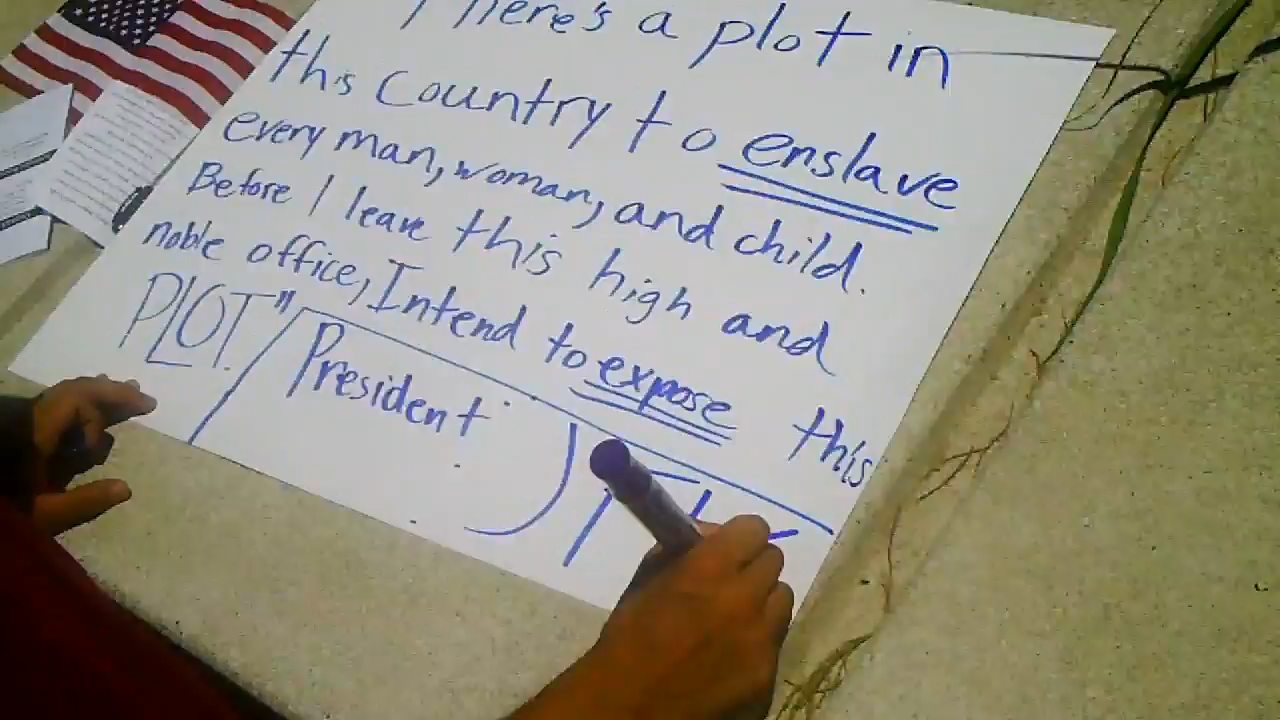 There's a plot in
this Country to enslave
every man, woman, and child.
Before I leave this high and
noble office, I intend to expose this
PLOT."
President
JFK